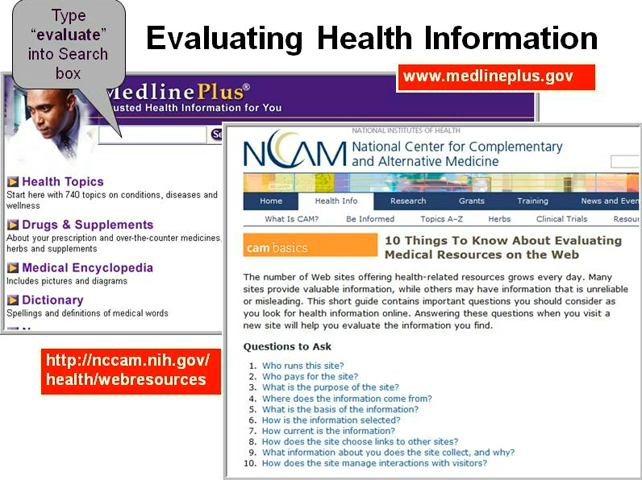 Type
“evaluate”
into Search
box
Evaluating Health Information
www.medlineplus.gov
MedlinePlus®
Trusted Health Information for You
Health Topics
Start here with 740 topics on conditions, diseases and
wellness
Drugs & Supplements
About your prescription and over-the-counter medicines,
herbs and supplements
Medical Encyclopedia
Includes pictures and diagrams
Dictionary
Spellings and definitions of medical words
http://nccam.nih.gov/
health/webresources
NATIONAL INSTITUTES OF HEALTH
NCAM National Center for Complementary
and Alternative Medicine
Home Health Info Research Grants Training News and Even
What Is CAM? Be Informed Topics A–Z Herbs Clinical Trials Resour
cam basics
10 Things To Know About Evaluating
Medical Resources on the Web
The number of Web sites offering health-related resources grows every day. Many
sites provide valuable information, while others may have information that is unreliable
or misleading. This short guide contains important questions you should consider as
you look for health information online. Answering these questions when you visit a
new site will help you evaluate the information you find.
Questions to Ask
1. Who runs this site?
2. Who pays for the site?
3. What is the purpose of the site?
4. Where does the information come from?
5. What is the basis of the information?
6. How is the information selected?
7. How current is the information?
8. How does the site choose links to other sites?
9. What information about you does the site collect, and why?
10. How does the site manage interactions with visitors?